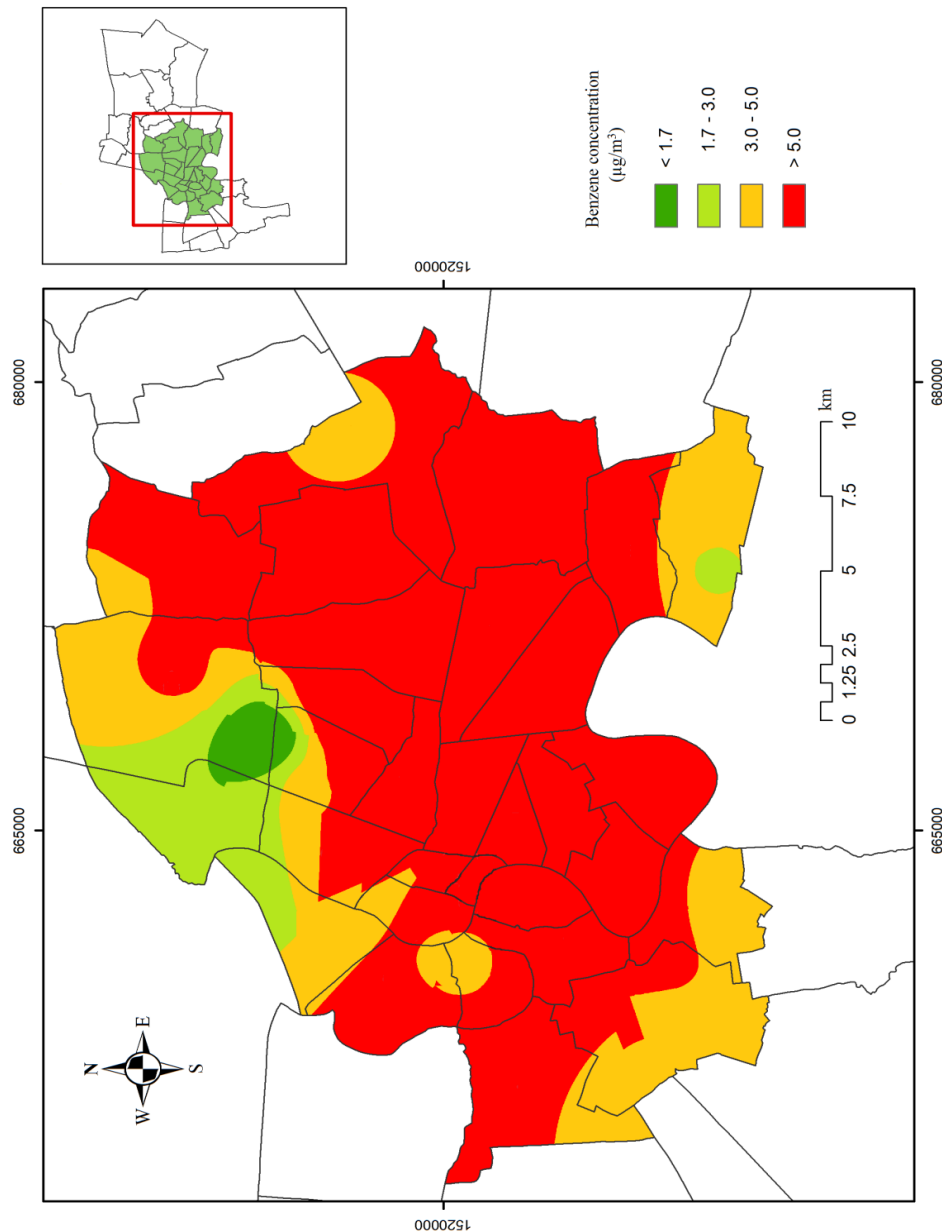 665000
680000
1520000
N
W
E
S
0 1.25 2.5 5 7.5 10
km
1520000
665000
680000
Benzene concentration
(µg/m³)
< 1.7
1.7 - 3.0
3.0 - 5.0
> 5.0